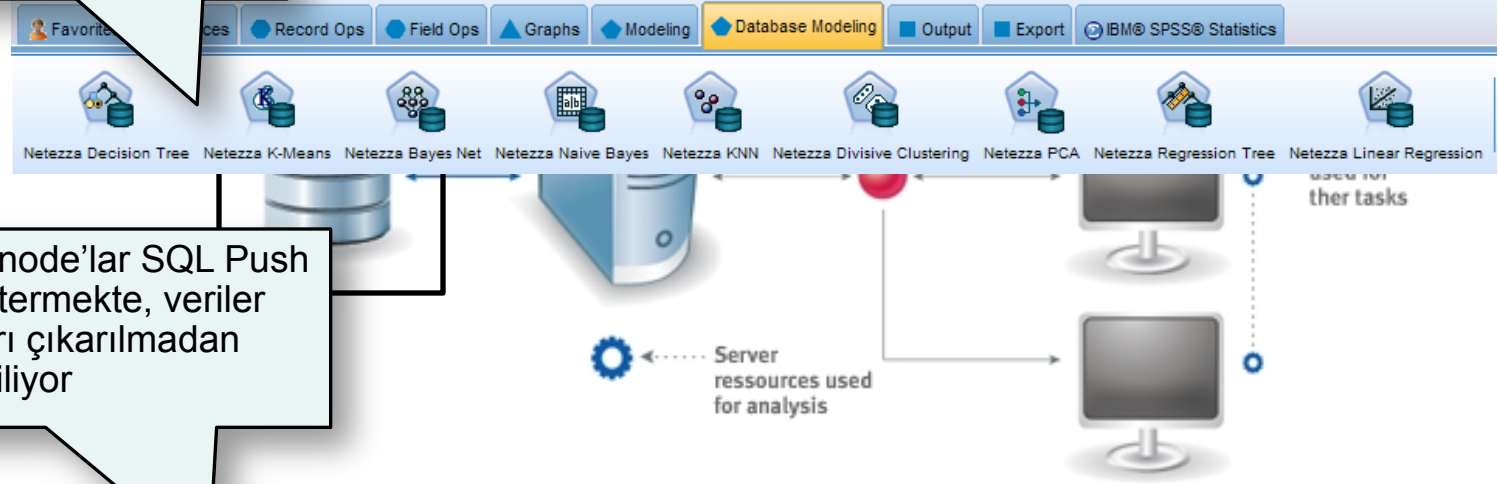 Favorite ces Record Ops Field Ops Graphs Modeling Database Modeling Output Export IBM® SPSS® Statistics
Netezza Decision Tree Netezza K-Means Netezza Bayes Net Netezza Naive Bayes Netezza KNN Netezza Divisive Clustering Netezza PCA Netezza Regression Tree Netezza Linear Regression
used for
ther tasks
node’lar SQL Push
termekte, veriler
rı çıkarılmadan
iliyor
Server
ressources used
for analysis